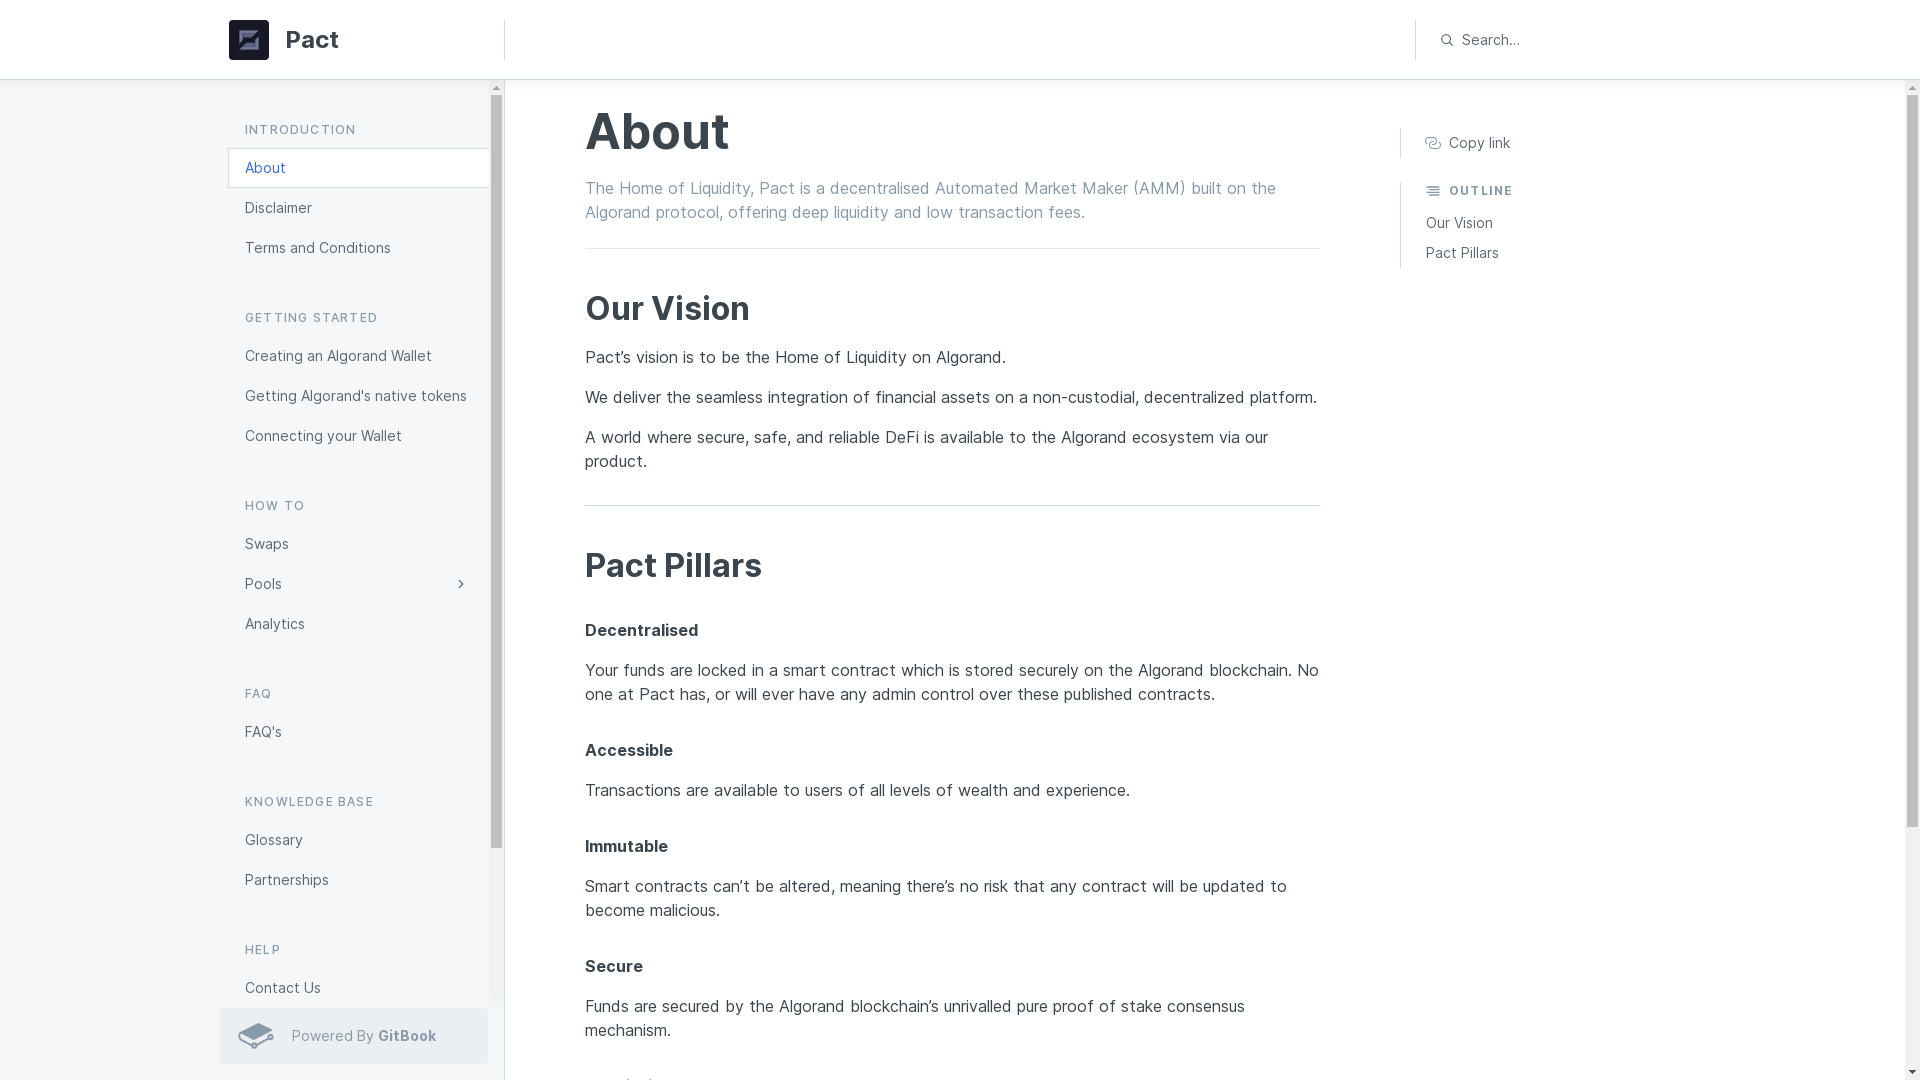 Pact
Search…
INTRODUCTION
About
Disclaimer
Terms and Conditions
GETTING STARTED
Creating an Algorand Wallet
Getting Algorand's native tokens
Connecting your Wallet
HOW TO
Swaps
Pools
Analytics
FAQ
FAQ's
KNOWLEDGE BASE
Glossary
Partnerships
HELP
Contact Us
Powered By GitBook
About
The Home of Liquidity, Pact is a decentralised Automated Market Maker (AMM) built on the
Algorand protocol, offering deep liquidity and low transaction fees.
Our Vision
Pact’s vision is to be the Home of Liquidity on Algorand.
We deliver the seamless integration of financial assets on a non-custodial, decentralized platform.
A world where secure, safe, and reliable DeFi is available to the Algorand ecosystem via our
product.
Pact Pillars
Decentralised
Your funds are locked in a smart contract which is stored securely on the Algorand blockchain. No
one at Pact has, or will ever have any admin control over these published contracts.
Accessible
Transactions are available to users of all levels of wealth and experience.
Immutable
Smart contracts can’t be altered, meaning there’s no risk that any contract will be updated to
become malicious.
Secure
Funds are secured by the Algorand blockchain’s unrivalled pure proof of stake consensus
mechanism.
Copy link
OUTLINE
Our Vision
Pact Pillars